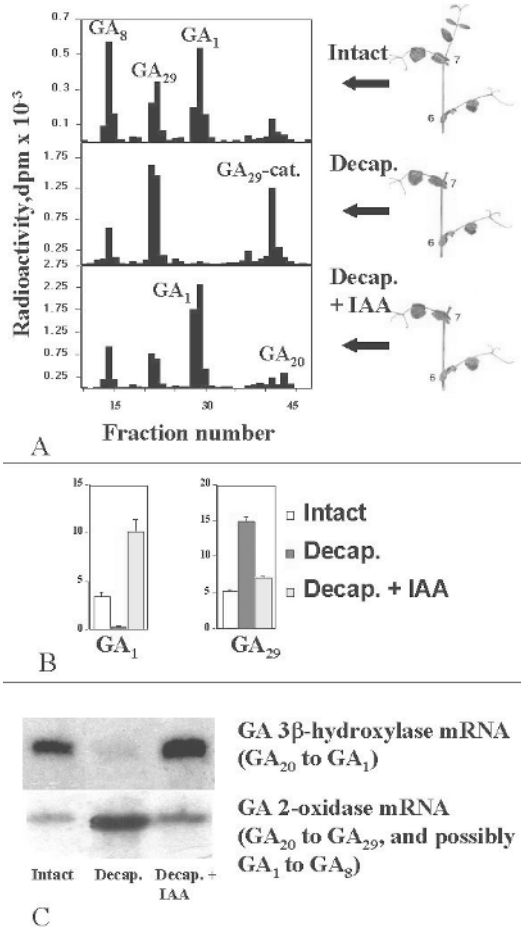 GA8
GA29
GA1
Intact
0.7
0.5
0.3
0.1
7
6
Radioactivity,dpm x 10-3
1.75
1.25
0.75
0.25
GA29-cat.
Decap.
7
6
2.75
2.25
1.75
1.25
0.75
0.25
GA1
GA20
Decap.
+ IAA
7
6
15
30
45
Fraction number
A
15
10
5
0
GA1
20
15
10
5
0
GA29
Intact
Decap.
Decap. + IAA
B
GA 3β-hydroxylase mRNA
(GA20 to GA1)
GA 2-oxidase mRNA
(GA20 to GA29, and possibly
GA1 to GA8)
Intact
Decap.
Decap. +
IAA
C